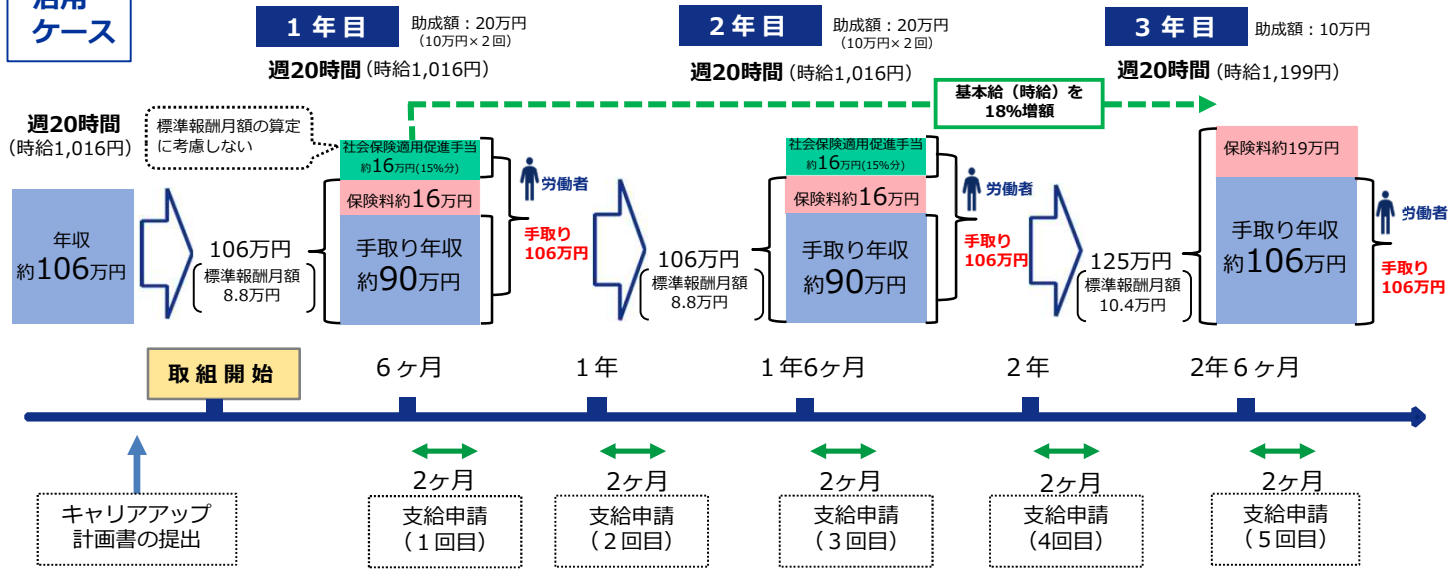 活用
ケース
1年目
助成額：20万円
（10万円×２回）
週20時間（時給1,016円）
2年目
助成額：20万円
（10万円×２回）
週20時間（時給1,016円）
3年目
助成額：10万円
週20時間（時給1,199円）
基本給（時給）を
18%増額
週20時間
（時給1,016円）
標準報酬月額の算定
に考慮しない
年収
約106万円
106万円
標準報酬月額
8.8万円
社会保険適用促進手当
約16万円(15%分)
保険料約16万円
手取り年収
約90万円
労働者
手取り
106万円
106万円
標準報酬月額
8.8万円
社会保険適用促進手当
約16万円(15%分)
保険料約16万円
手取り年収
約90万円
労働者
手取り
106万円
125万円
標準報酬月額
10.4万円
保険料約19万円
手取り年収
約106万円
労働者
手取り
106万円
取組開始
6ヶ月
1年
1年6ヶ月
2年
2年６ヶ月
キャリアアップ
計画書の提出
2ヶ月
支給申請
（１回目）
2ヶ月
支給申請
（２回目）
2ヶ月
支給申請
（３回目）
2ヶ月
支給申請
（4回目）
2ヶ月
支給申請
（５回目）